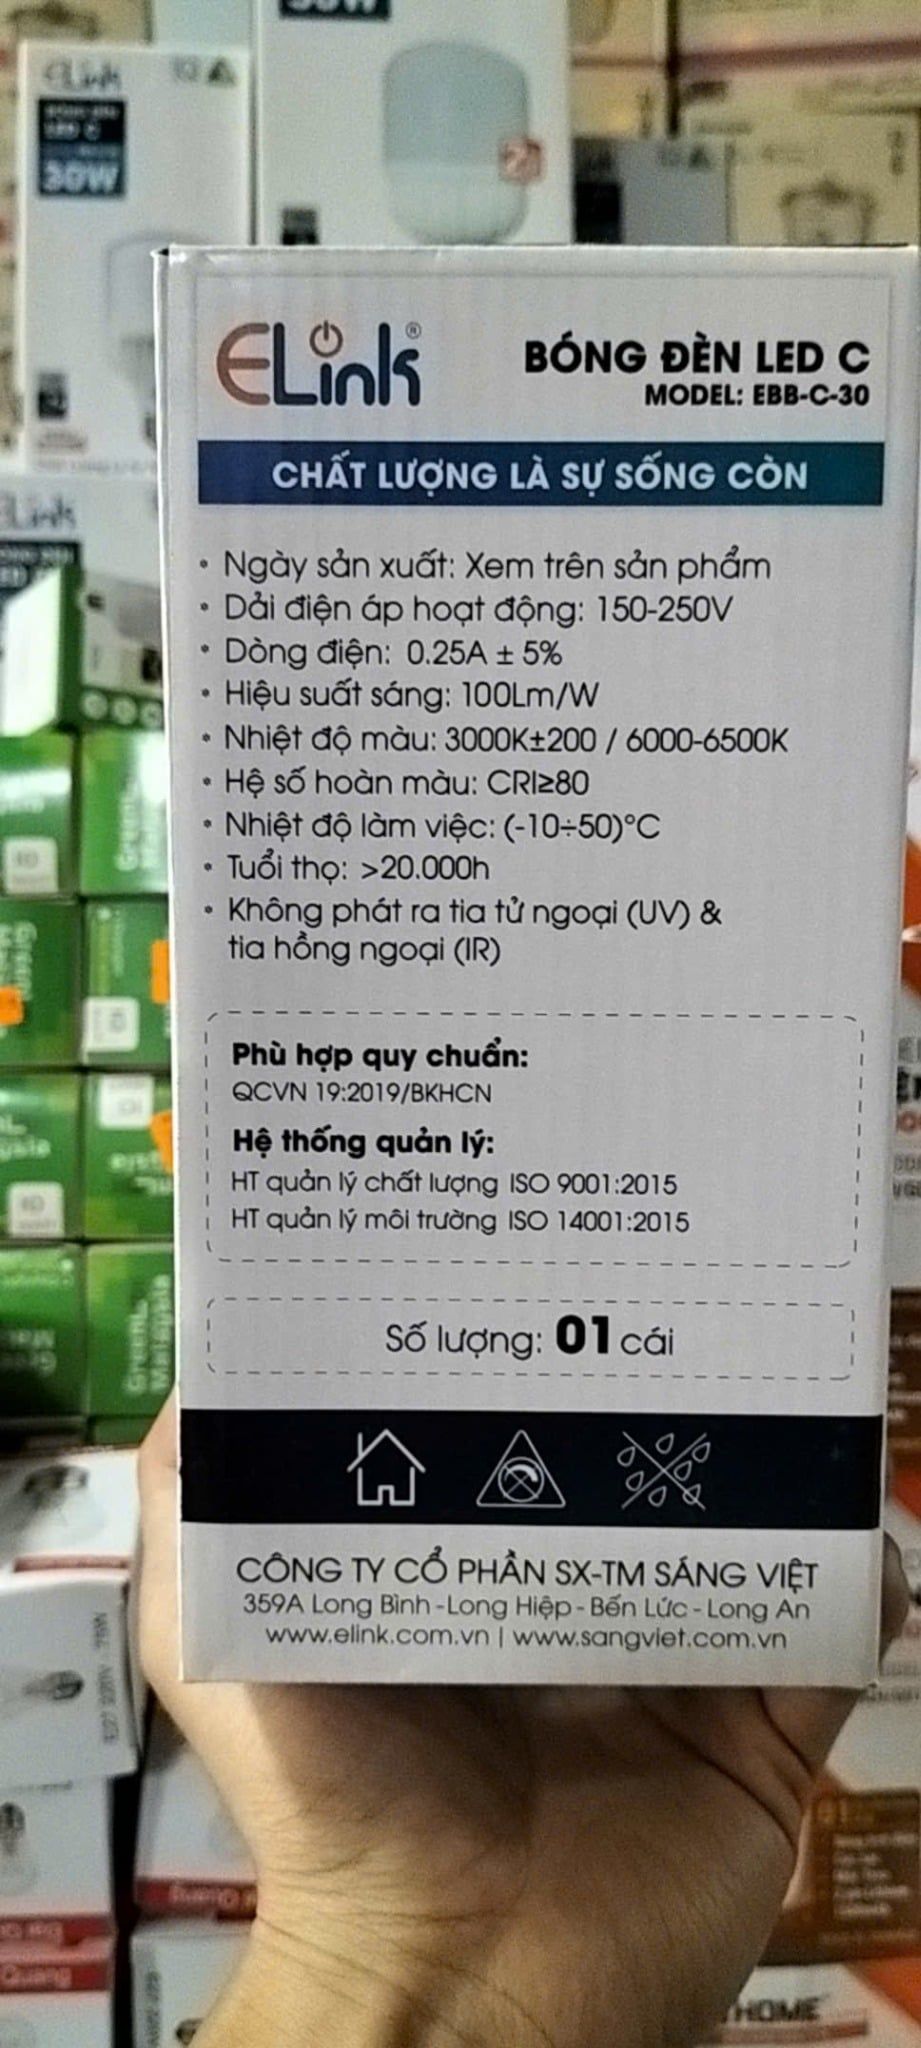 30W
ELink
LED C
30W
ELink®
BÓNG ĐÈN LED C
MODEL: EBB-C-30
CHẤT LƯỢNG LÀ SỰ SỐNG CÒN
• Ngày sản xuất: Xem trên sản phẩm
• Dải điện áp hoạt động: 150-250V
• Dòng điện: 0.25A ± 5%
• Hiệu suất sáng: 100Lm/W
• Nhiệt độ màu: 3000K±200 / 6000-6500K
• Hệ số hoàn màu: CRI≥80
• Nhiệt độ làm việc: (-10÷50)°C
• Tuổi thọ: >20.000h
• Không phát ra tia tử ngoại (UV) &
tia hồng ngoại (IR)
Phù hợp quy chuẩn:
QCVN 19:2019/BKHCN
Hệ thống quản lý:
HT quản lý chất lượng ISO 9001:2015
HT quản lý môi trường ISO 14001:2015
Số lượng: 01 cái
CÔNG TY CỔ PHẦN SX-TM SÁNG VIỆT
359A Long Bình - Long Hiệp - Bến Lức - Long An
www.elink.com.vn | www.sangviet.com.vn
ELink
Quang
HOME